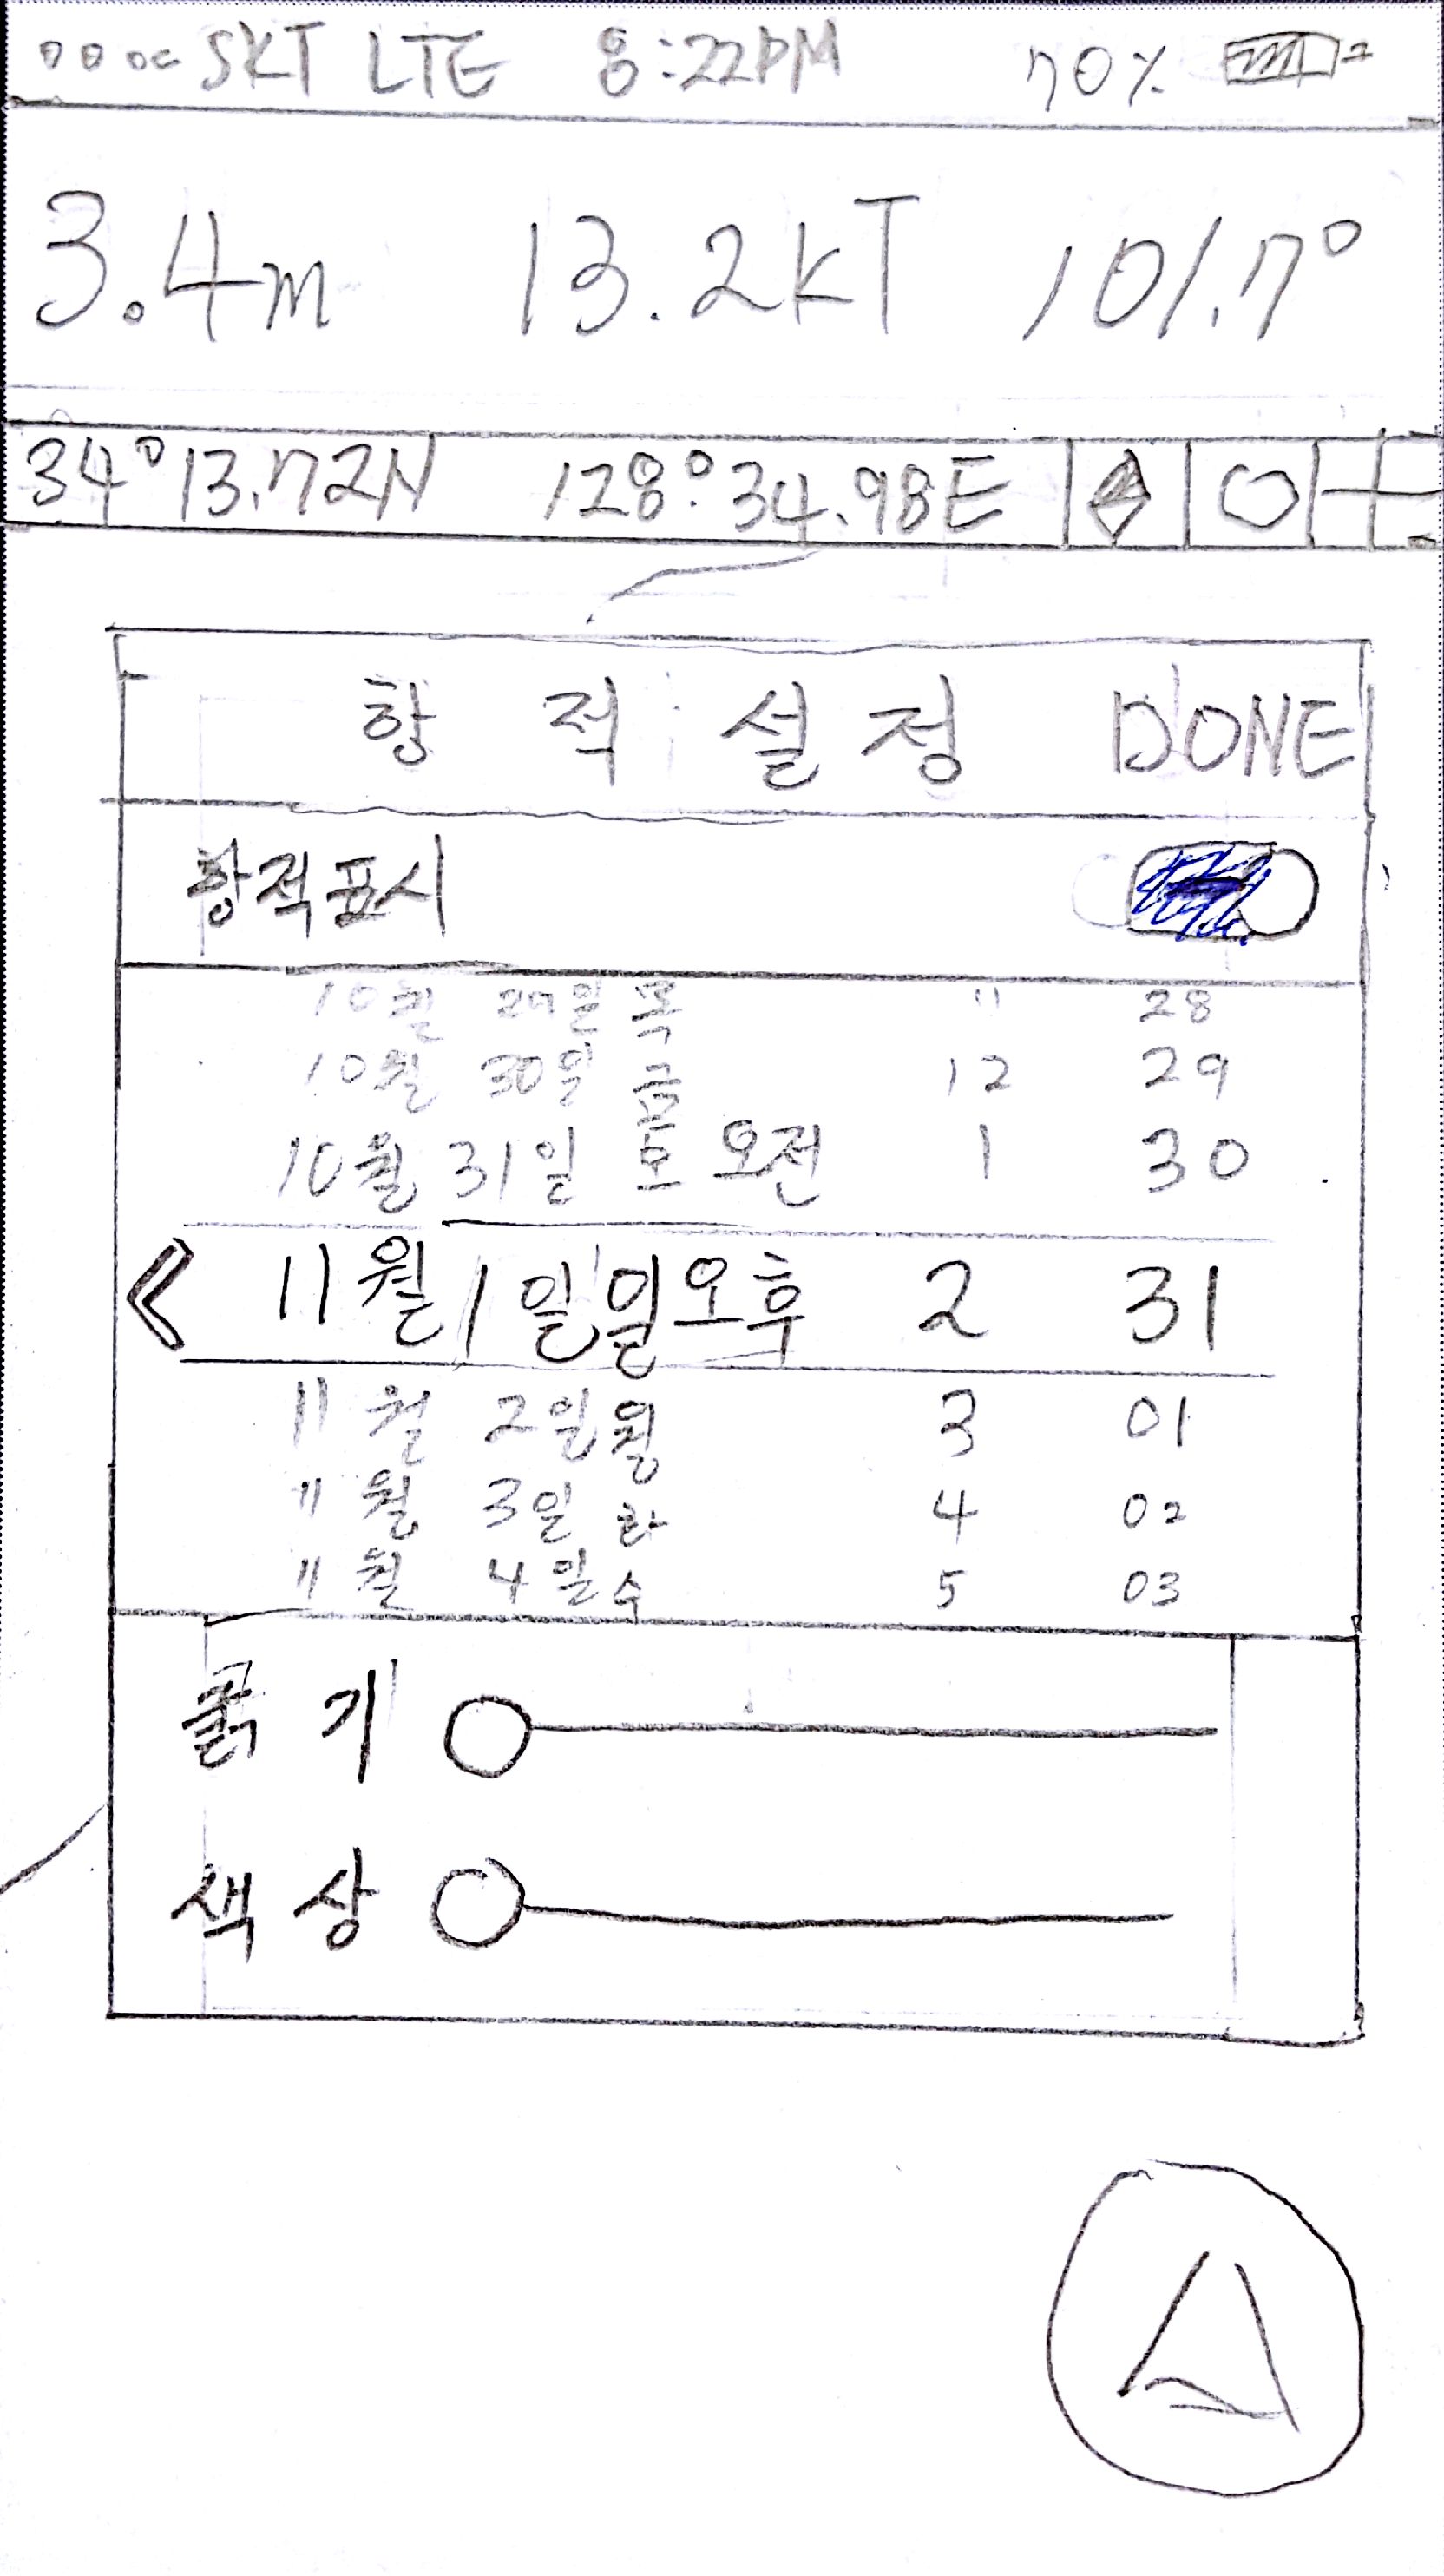 SKT LTE 8:22PM 70%
3.4m 13.2KT 101.7°
34°13.72N 128°34.98E
항적설정 DONE
항적표시
10월 29일 목 11 28
10월 30일 금 12 29
10월 31일 토 오전 1 30
《 11월 1일 일 오후 2 31
11월 2일 월 3 01
11월 3일 화 4 02
11월 4일 수 5 03
굵기
색상